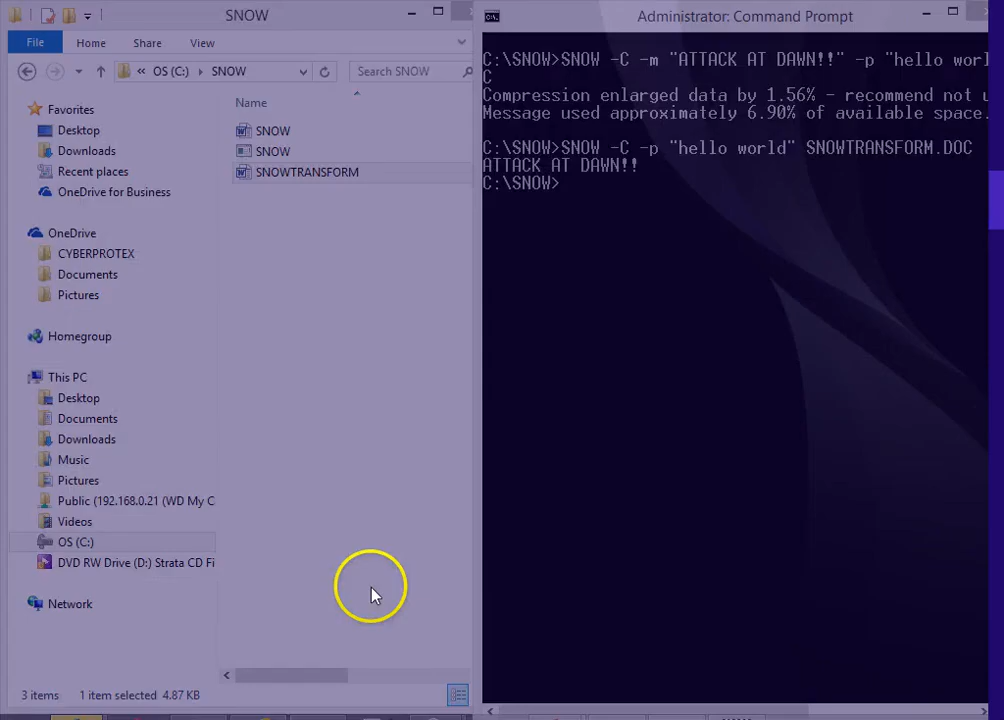 SNOW
File Home Share View
« OS (C:) › SNOW
Search SNOW
Favorites
Desktop
Downloads
Recent places
OneDrive for Business
OneDrive
CYBERPROTEX
Documents
Pictures
Homegroup
This PC
Desktop
Documents
Downloads
Music
Pictures
Public (192.168.0.21 (WD My C
Videos
OS (C:)
DVD RW Drive (D:) Strata CD Fi
Network
Name
SNOW
SNOW
SNOWTRANSFORM
3 items 1 item selected 4.87 KB
Administrator: Command Prompt
C:\SNOW>SNOW -C -m "ATTACK AT DAWN!!" -p "hello worl
C
Compression enlarged data by 1.56% - recommend not u
Message used approximately 6.90% of available space.
C:\SNOW>SNOW -C -p "hello world" SNOWTRANSFORM.DOC
ATTACK AT DAWN!!
C:\SNOW>